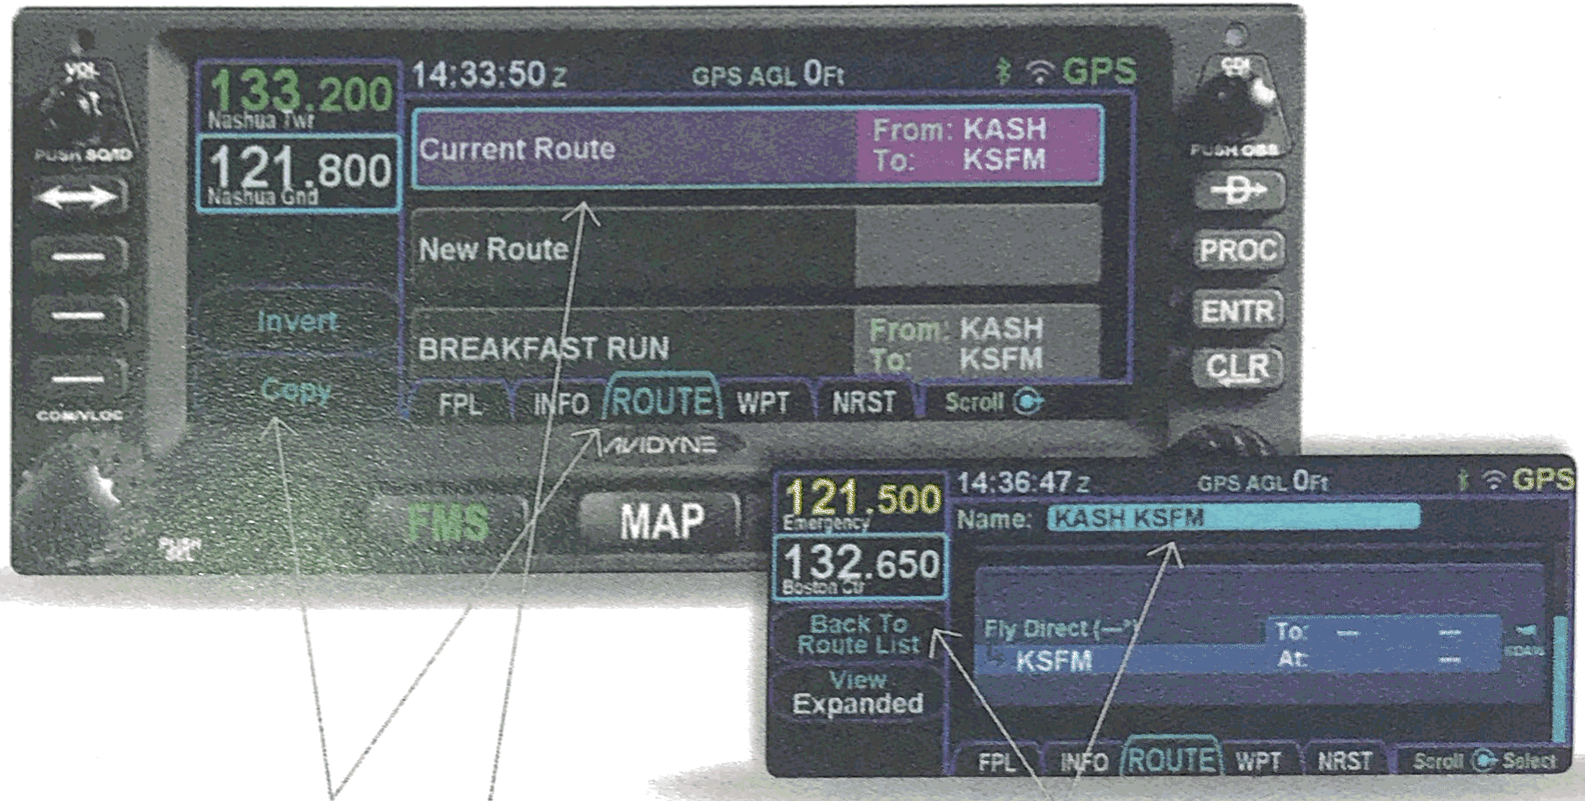 VOL
PUSH SQ/ID
COM/VLOC
PUSH
133.200
Nashua Twr
121.800
Nashua Gnd
Invert
Copy
14:33:50 Z
GPS AGL 0Ft
GPS
Current Route
From: KASH
To: KSFM
New Route
BREAKFAST RUN
From: KASH
To: KSFM
FPL INFO ROUTE WPT NRST Scroll
AVIDYNE
FMS
MAP
CDI
PUSH OBS
D
PROC
ENTR
CLR
121.500
Emergency
132.650
Boston Ctr
Back To
Route List
View
Expanded
14:36:47 Z GPS AGL 0Ft GPS
Name: KASH KSFM
Fly Direct (---°)
KSFM
To: -- --
At: --
FPL INFO ROUTE WPT NRST Scroll Select